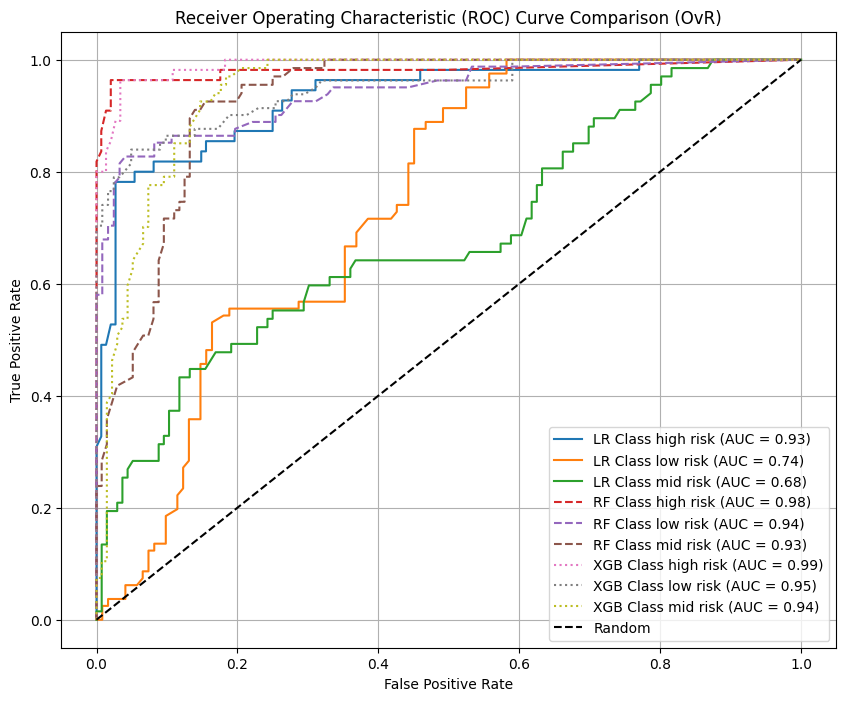 Receiver Operating Characteristic (ROC) Curve Comparison (OvR)
True Positive Rate
1.0
0.8
0.6
0.4
0.2
0.0
LR Class high risk (AUC = 0.93)
LR Class low risk (AUC = 0.74)
LR Class mid risk (AUC = 0.68)
RF Class high risk (AUC = 0.98)
RF Class low risk (AUC = 0.94)
RF Class mid risk (AUC = 0.93)
XGB Class high risk (AUC = 0.99)
XGB Class low risk (AUC = 0.95)
XGB Class mid risk (AUC = 0.94)
Random
0.0 0.2 0.4 0.6 0.8 1.0
False Positive Rate